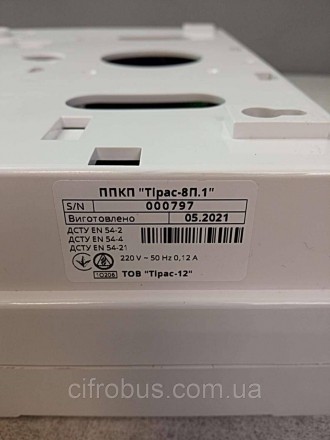 ППКП "Тірас-8П.1"
S/N 000797
Виготовлено 05.2021
ДСТУ EN 54-2
ДСТУ EN 54-4
ДСТУ EN 54-21
220 V ~ 50 Hz 0,12 A
ТОВ "Тірас-12"
cifrobus.com.ua